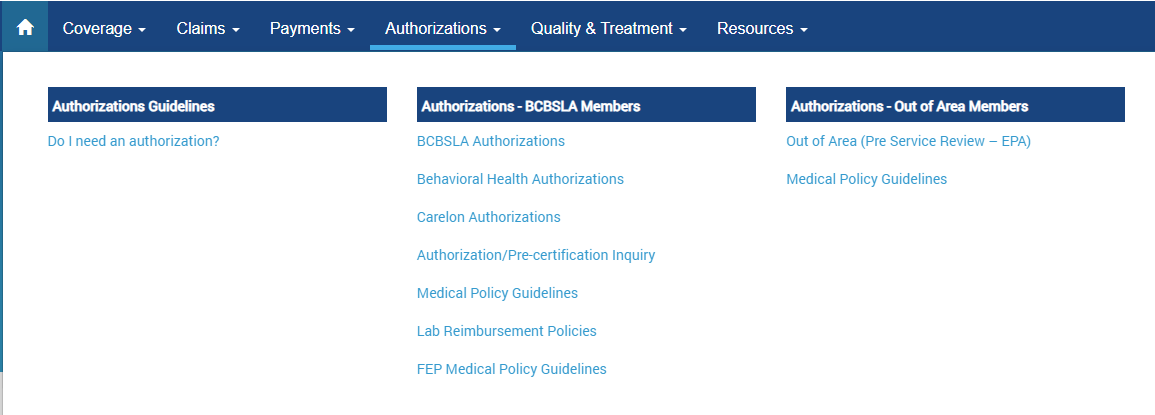 Coverage
Claims
Payments
Authorizations
Quality & Treatment
Resources
Authorizations Guidelines
Do I need an authorization?
Authorizations - BCBSLA Members
BCBSLA Authorizations
Behavioral Health Authorizations
Carelon Authorizations
Authorization/Pre-certification Inquiry
Medical Policy Guidelines
Lab Reimbursement Policies
FEP Medical Policy Guidelines
Authorizations - Out of Area Members
Out of Area (Pre Service Review – EPA)
Medical Policy Guidelines